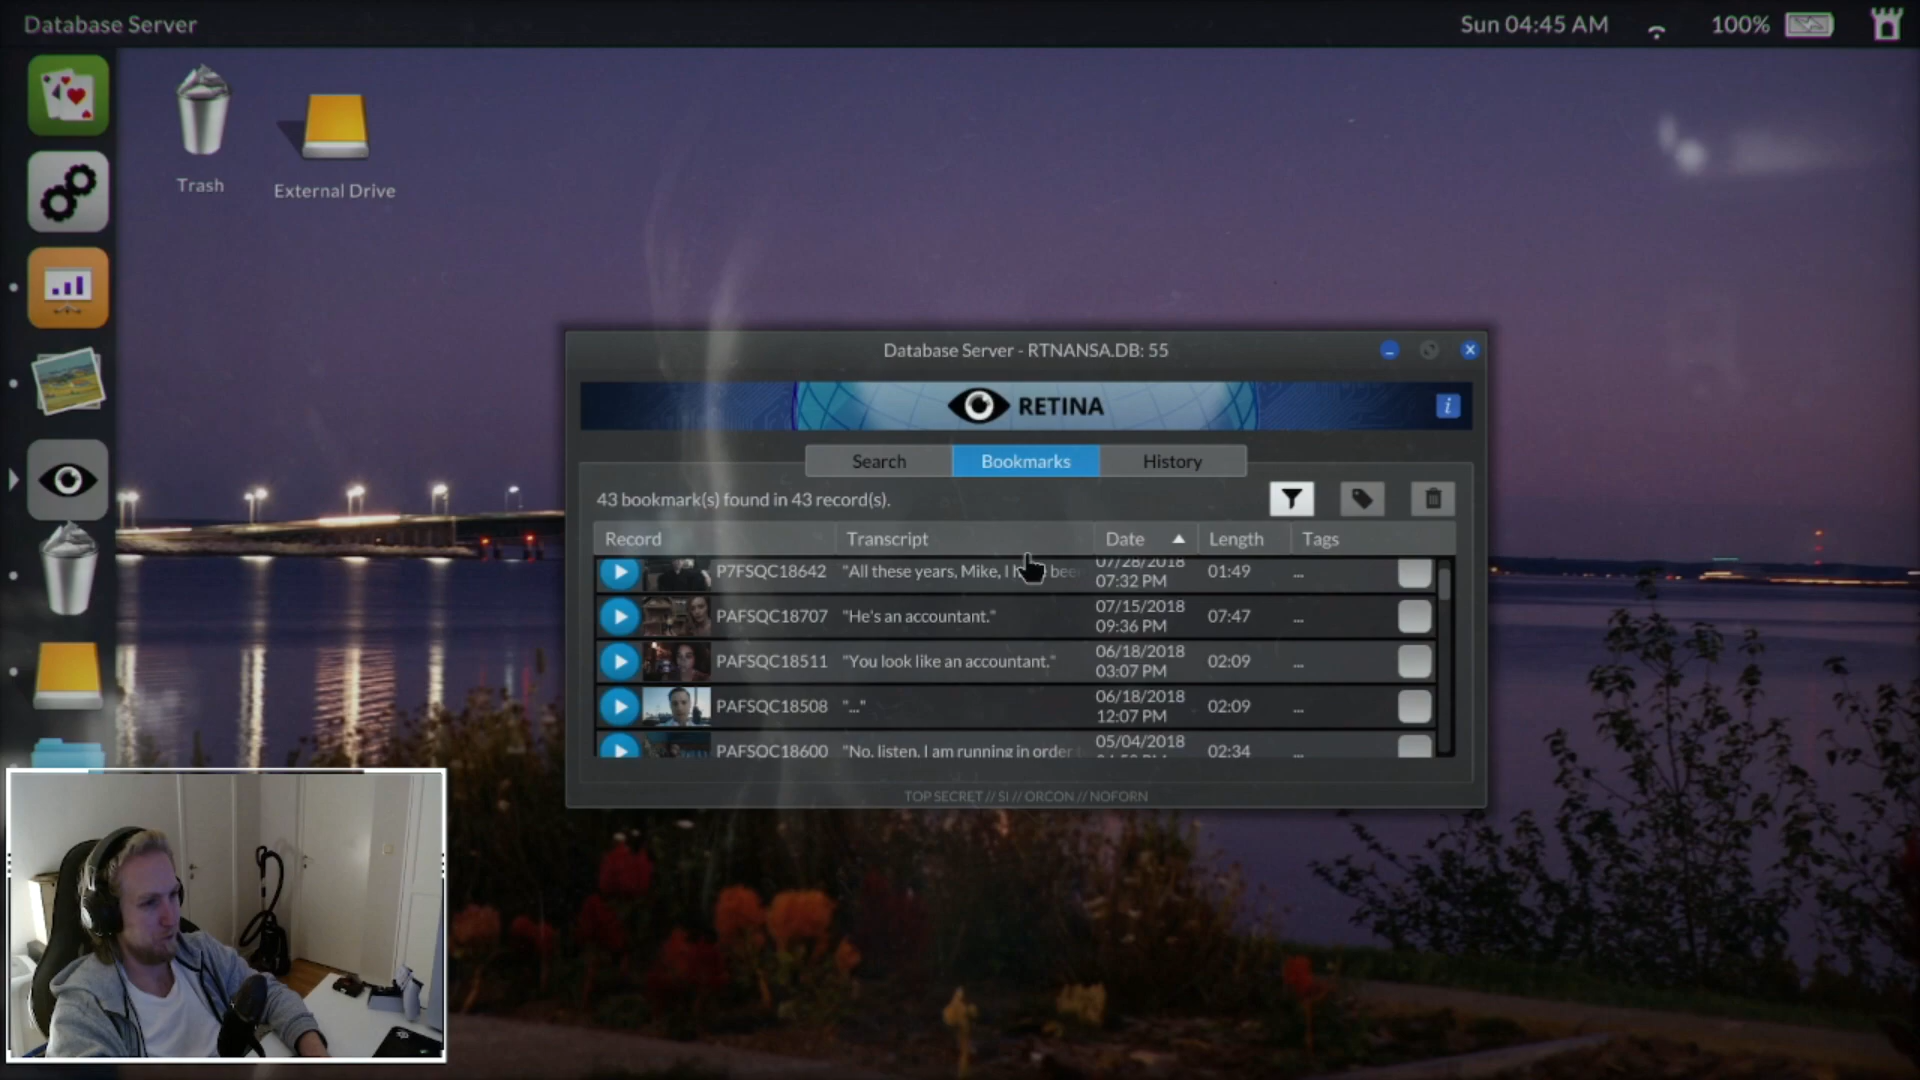 Database Server
Sun 04:45 AM
100%
Trash
External Drive
Database Server - RTNANSA.DB: 55
RETINA
i
Search
Bookmarks
History
43 bookmark(s) found in 43 record(s).
Record Transcript Date Length Tags
P7FSQC18642 "All these years, Mike, I 07/28/2018 07:32 PM 01:49 ...
PAFSQC18707 "He's an accountant." 07/15/2018 09:36 PM 07:47 ...
PAFSQC18511 "You look like an accountant." 06/18/2018 03:07 PM 02:09 ...
PAFSQC18508 "..." 06/18/2018 12:07 PM 02:09 ...
PAFSQC18600 "No, listen. I am running in order 05/04/2018 02:34 ...
TOP SECRET // SI // ORCON // NOFORN